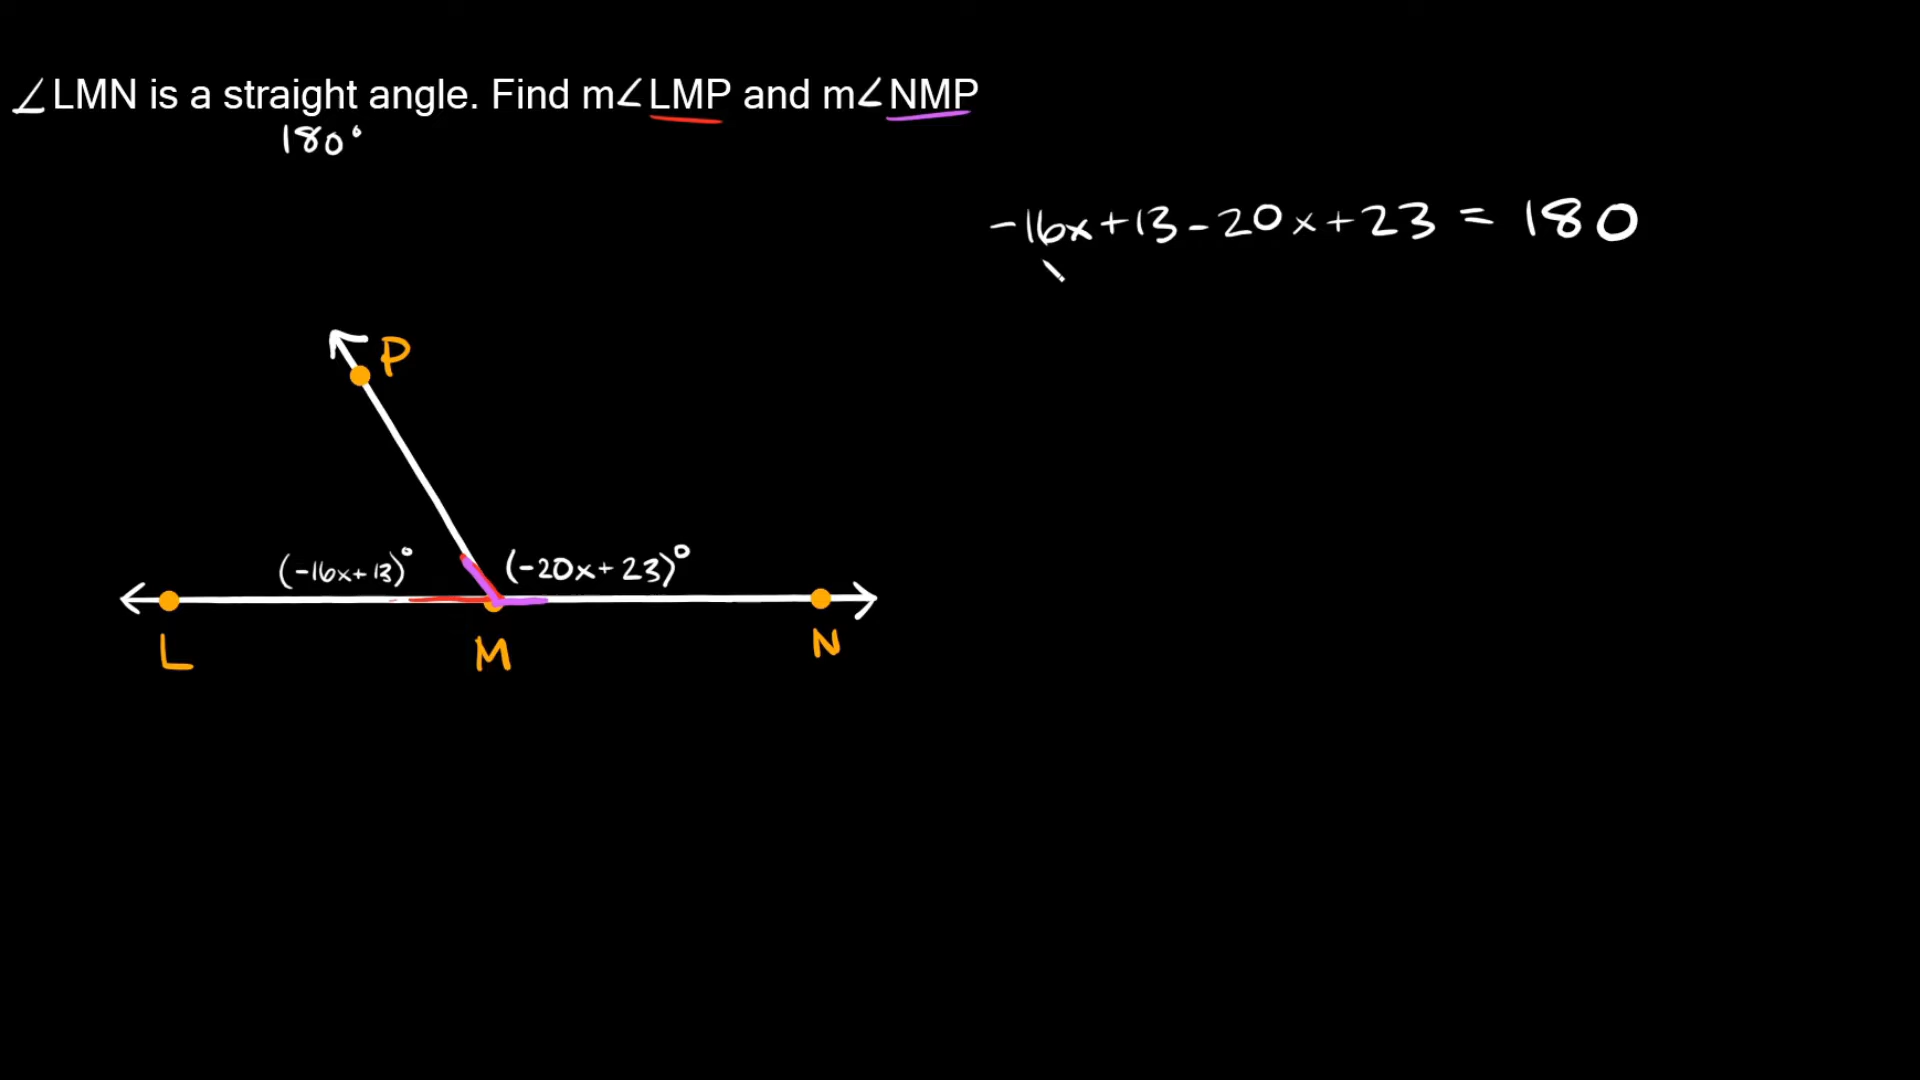 ∠LMN is a straight angle. Find m∠LMP and m∠NMP
180°
-16x+13-20x+23 = 180
P
(-16x+13)° (-20x+23)°
L M N